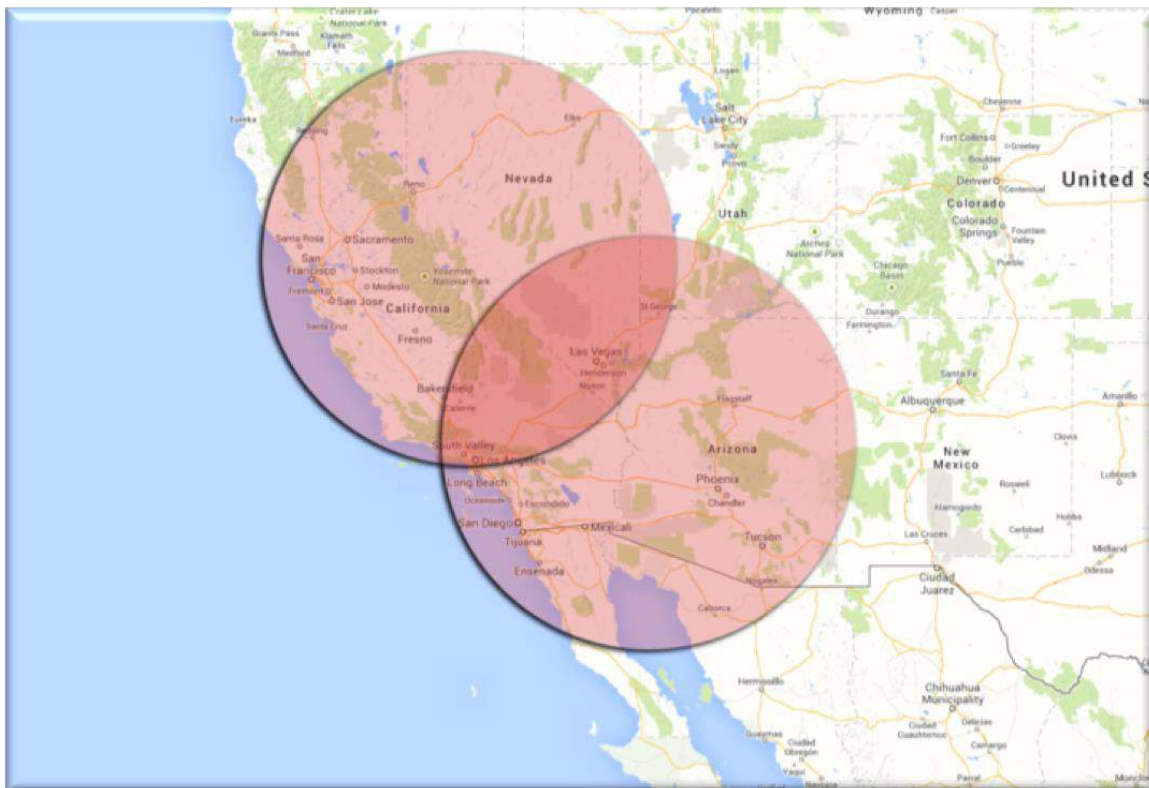 Crater Lake
National Park
Grants Pass
Klamath
Falls
Medford
Pocatello
Wyoming
Casper
Eureka
Redding
Elko
Logan
Salt
Lake City
Sandy
Provo
Cheyenne
Fort Collins
Greeley
Boulder
Denver
Centennial
United S
Colorado
Colorado
Springs
Fountain
Valley
Pueblo
Reno
Nevada
Utah
Arches
National Park
Chicago
Basin
Santa Rosa
Sacramento
San
Francisco
Stockton
Yosemite
National Park
Fremont
Modesto
San Jose
California
Santa Cruz
Fresno
St George
Durango
Farmington
Las Vegas
Henderson
Bakersfield
Santa Fe
Flagstaff
Albuquerque
Amarillo
South Valley
Los Angeles
Long Beach
Arizona
New
Mexico
Clovis
Lubbock
Oceanside
Escondido
Phoenix
Chandler
Roswell
Alamogordo
Hobbs
San Diego
Tijuana
Mexicali
Tucson
Las Cruces
Carlsbad
Midland
Odessa
Ensenada
Nogales
Ciudad
Juarez
Caborca
Hermosillo
Chihuahua
Municipality
Guaymas
Ciudad
Obregón
Yaqui
Navojoa
Ciudad
Cuauhtemoc
Delicias
Camargo
Parral
Monclov